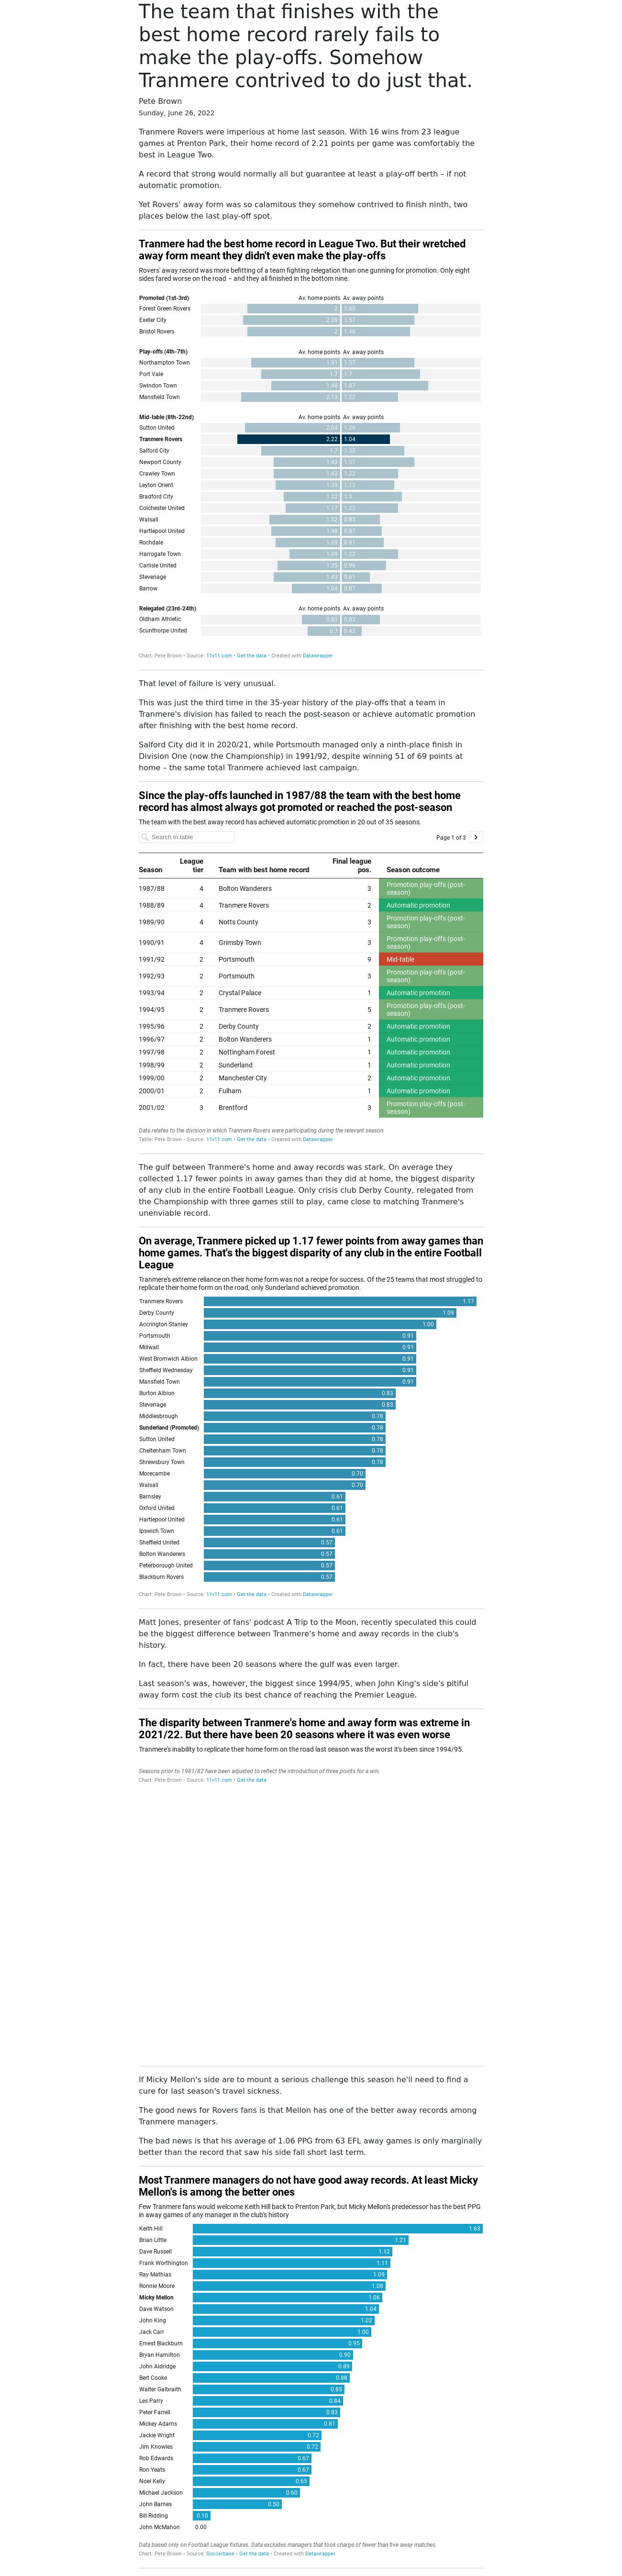 The team that finishes with the
best home record rarely fails to
make the play-offs. Somehow
Tranmere contrived to do just that.
Pete Brown
Sunday, June 26, 2022
Tranmere Rovers were imperious at home last season. With 16 wins from 23 league
games at Prenton Park, their home record of 2.21 points per game was comfortably the
best in League Two.
A record that strong would normally all but guarantee at least a play-off berth – if not
automatic promotion.
Yet Rovers' away form was so calamitous they somehow contrived to finish ninth, two
places below the last play-off spot.
Tranmere had the best home record in League Two. But their wretched
away form meant they didn't even make the play-offs
Rovers' away record was more befitting of a team fighting relegation than one gunning for promotion. Only eight
sides fared worse on the road -- and they all finished in the bottom nine.
Promoted (1st-3rd) Av. home points Av. away points
Forest Green Rovers 2 1.65
Exeter City 2.09 1.57
Bristol Rovers 2 1.48
Play-offs (4th-7th) Av. home points Av. away points
Northampton Town 1.91 1.57
Port Vale 1.7 1.7
Swindon Town 1.48 1.87
Mansfield Town 2.13 1.22
Mid-table (8th-22nd) Av. home points Av. away points
Sutton United 2.04 1.26
Tranmere Rovers 2.22 1.04
Salford City 1.7 1.35
Newport County 1.43 1.57
Crawley Town 1.43 1.22
Leyton Orient 1.39 1.13
Bradford City 1.22 1.3
Colchester United 1.17 1.22
Walsall 1.52 0.83
Hartlepool United 1.48 0.87
Rochdale 1.39 0.91
Harrogate Town 1.09 1.22
Carlisle United 1.35 0.96
Stevenage 1.43 0.61
Barrow 1.04 0.87
Relegated (23rd-24th) Av. home points Av. away points
Oldham Athletic 0.83 0.83
Scunthorpe United 0.7 0.43
Chart: Pete Brown • Source: 11v11.com • Get the data • Created with Datawrapper
That level of failure is very unusual.
This was just the third time in the 35-year history of the play-offs that a team in
Tranmere's division has failed to reach the post-season or achieve automatic promotion
after finishing with the best home record.
Salford City did it in 2020/21, while Portsmouth managed only a ninth-place finish in
Division One (now the Championship) in 1991/92, despite winning 51 of 69 points at
home – the same total Tranmere achieved last campaign.
Since the play-offs launched in 1987/88 the team with the best home
record has almost always got promoted or reached the post-season
The team with the best away record has achieved automatic promotion in 20 out of 35 seasons.
Search in table Page 1 of 3
Season League tier Team with best home record Final league pos. Season outcome
1987/88 4 Bolton Wanderers 3 Promotion play-offs (post-season)
1988/89 4 Tranmere Rovers 2 Automatic promotion
1989/90 4 Notts County 3 Promotion play-offs (post-season)
1990/91 4 Grimsby Town 3 Promotion play-offs (post-season)
1991/92 2 Portsmouth 9 Mid-table
1992/93 2 Portsmouth 3 Promotion play-offs (post-season)
1993/94 2 Crystal Palace 1 Automatic promotion
1994/95 2 Tranmere Rovers 5 Promotion play-offs (post-season)
1995/96 2 Derby County 2 Automatic promotion
1996/97 2 Bolton Wanderers 1 Automatic promotion
1997/98 2 Nottingham Forest 1 Automatic promotion
1998/99 2 Sunderland 1 Automatic promotion
1999/00 2 Manchester City 2 Automatic promotion
2000/01 2 Fulham 1 Automatic promotion
2001/02 3 Brentford 3 Promotion play-offs (post-season)
Data relates to the division in which Tranmere Rovers were participating during the relevant season.
Table: Pete Brown • Source: 11v11.com • Get the data • Created with Datawrapper
The gulf between Tranmere's home and away records was stark. On average they
collected 1.17 fewer points in away games than they did at home, the biggest disparity
of any club in the entire Football League. Only crisis club Derby County, relegated from
the Championship with three games still to play, came close to matching Tranmere's
unenviable record.
On average, Tranmere picked up 1.17 fewer points from away games than
home games. That's the biggest disparity of any club in the entire Football
League
Tranmere's extreme reliance on their home form was not a recipe for success. Of the 25 teams that most struggled to
replicate their home form on the road, only Sunderland achieved promotion.
Tranmere Rovers 1.17
Derby County 1.09
Accrington Stanley 1.00
Portsmouth 0.91
Millwall 0.91
West Bromwich Albion 0.91
Sheffield Wednesday 0.91
Mansfield Town 0.91
Burton Albion 0.83
Stevenage 0.83
Middlesbrough 0.78
Sunderland (Promoted) 0.78
Sutton United 0.78
Cheltenham Town 0.78
Shrewsbury Town 0.78
Morecambe 0.70
Walsall 0.70
Barnsley 0.61
Oxford United 0.61
Hartlepool United 0.61
Ipswich Town 0.61
Sheffield United 0.57
Bolton Wanderers 0.57
Peterborough United 0.57
Blackburn Rovers 0.57
Chart: Pete Brown • Source: 11v11.com • Get the data • Created with Datawrapper
Matt Jones, presenter of fans' podcast A Trip to the Moon, recently speculated this could
be the biggest difference between Tranmere's home and away records in the club's
history.
In fact, there have been 20 seasons where the gulf was even larger.
Last season's was, however, the biggest since 1994/95, when John King's side's pitiful
away form cost the club its best chance of reaching the Premier League.
The disparity between Tranmere's home and away form was extreme in
2021/22. But there have been 20 seasons where it was even worse
Tranmere's inability to replicate their home form on the road last season was the worst it's been since 1994/95.
Seasons prior to 1981/82 have been adjusted to reflect the introduction of three points for a win.
Chart: Pete Brown • Source: 11v11.com • Get the data
If Micky Mellon's side are to mount a serious challenge this season he'll need to find a
cure for last season's travel sickness.
The good news for Rovers fans is that Mellon has one of the better away records among
Tranmere managers.
The bad news is that his average of 1.06 PPG from 63 EFL away games is only marginally
better than the record that saw his side fall short last term.
Most Tranmere managers do not have good away records. At least Micky
Mellon's is among the better ones
Few Tranmere fans would welcome Keith Hill back to Prenton Park, but Micky Mellon's predecessor has the best PPG
in away games of any manager in the club's history
Keith Hill 1.63
Brian Little 1.21
Dave Russell 1.12
Frank Worthington 1.11
Ray Mathias 1.09
Ronnie Moore 1.08
Micky Mellon 1.06
Dave Watson 1.04
John King 1.02
Jack Carr 1.00
Ernest Blackburn 0.95
Bryan Hamilton 0.90
John Aldridge 0.89
Bert Cooke 0.88
Walter Galbraith 0.85
Les Parry 0.84
Peter Farrell 0.83
Mickey Adams 0.81
Jackie Wright 0.72
Jim Knowles 0.72
Rob Edwards 0.67
Ron Yeats 0.67
Noel Kelly 0.65
Michael Jackson 0.60
John Barnes 0.50
Bill Ridding 0.10
John McMahon 0.00
Data based only on Football League fixtures. Data excludes managers that took charge of fewer than five away matches.
Chart: Pete Brown • Source: Soccerbase • Get the data • Created with Datawrapper